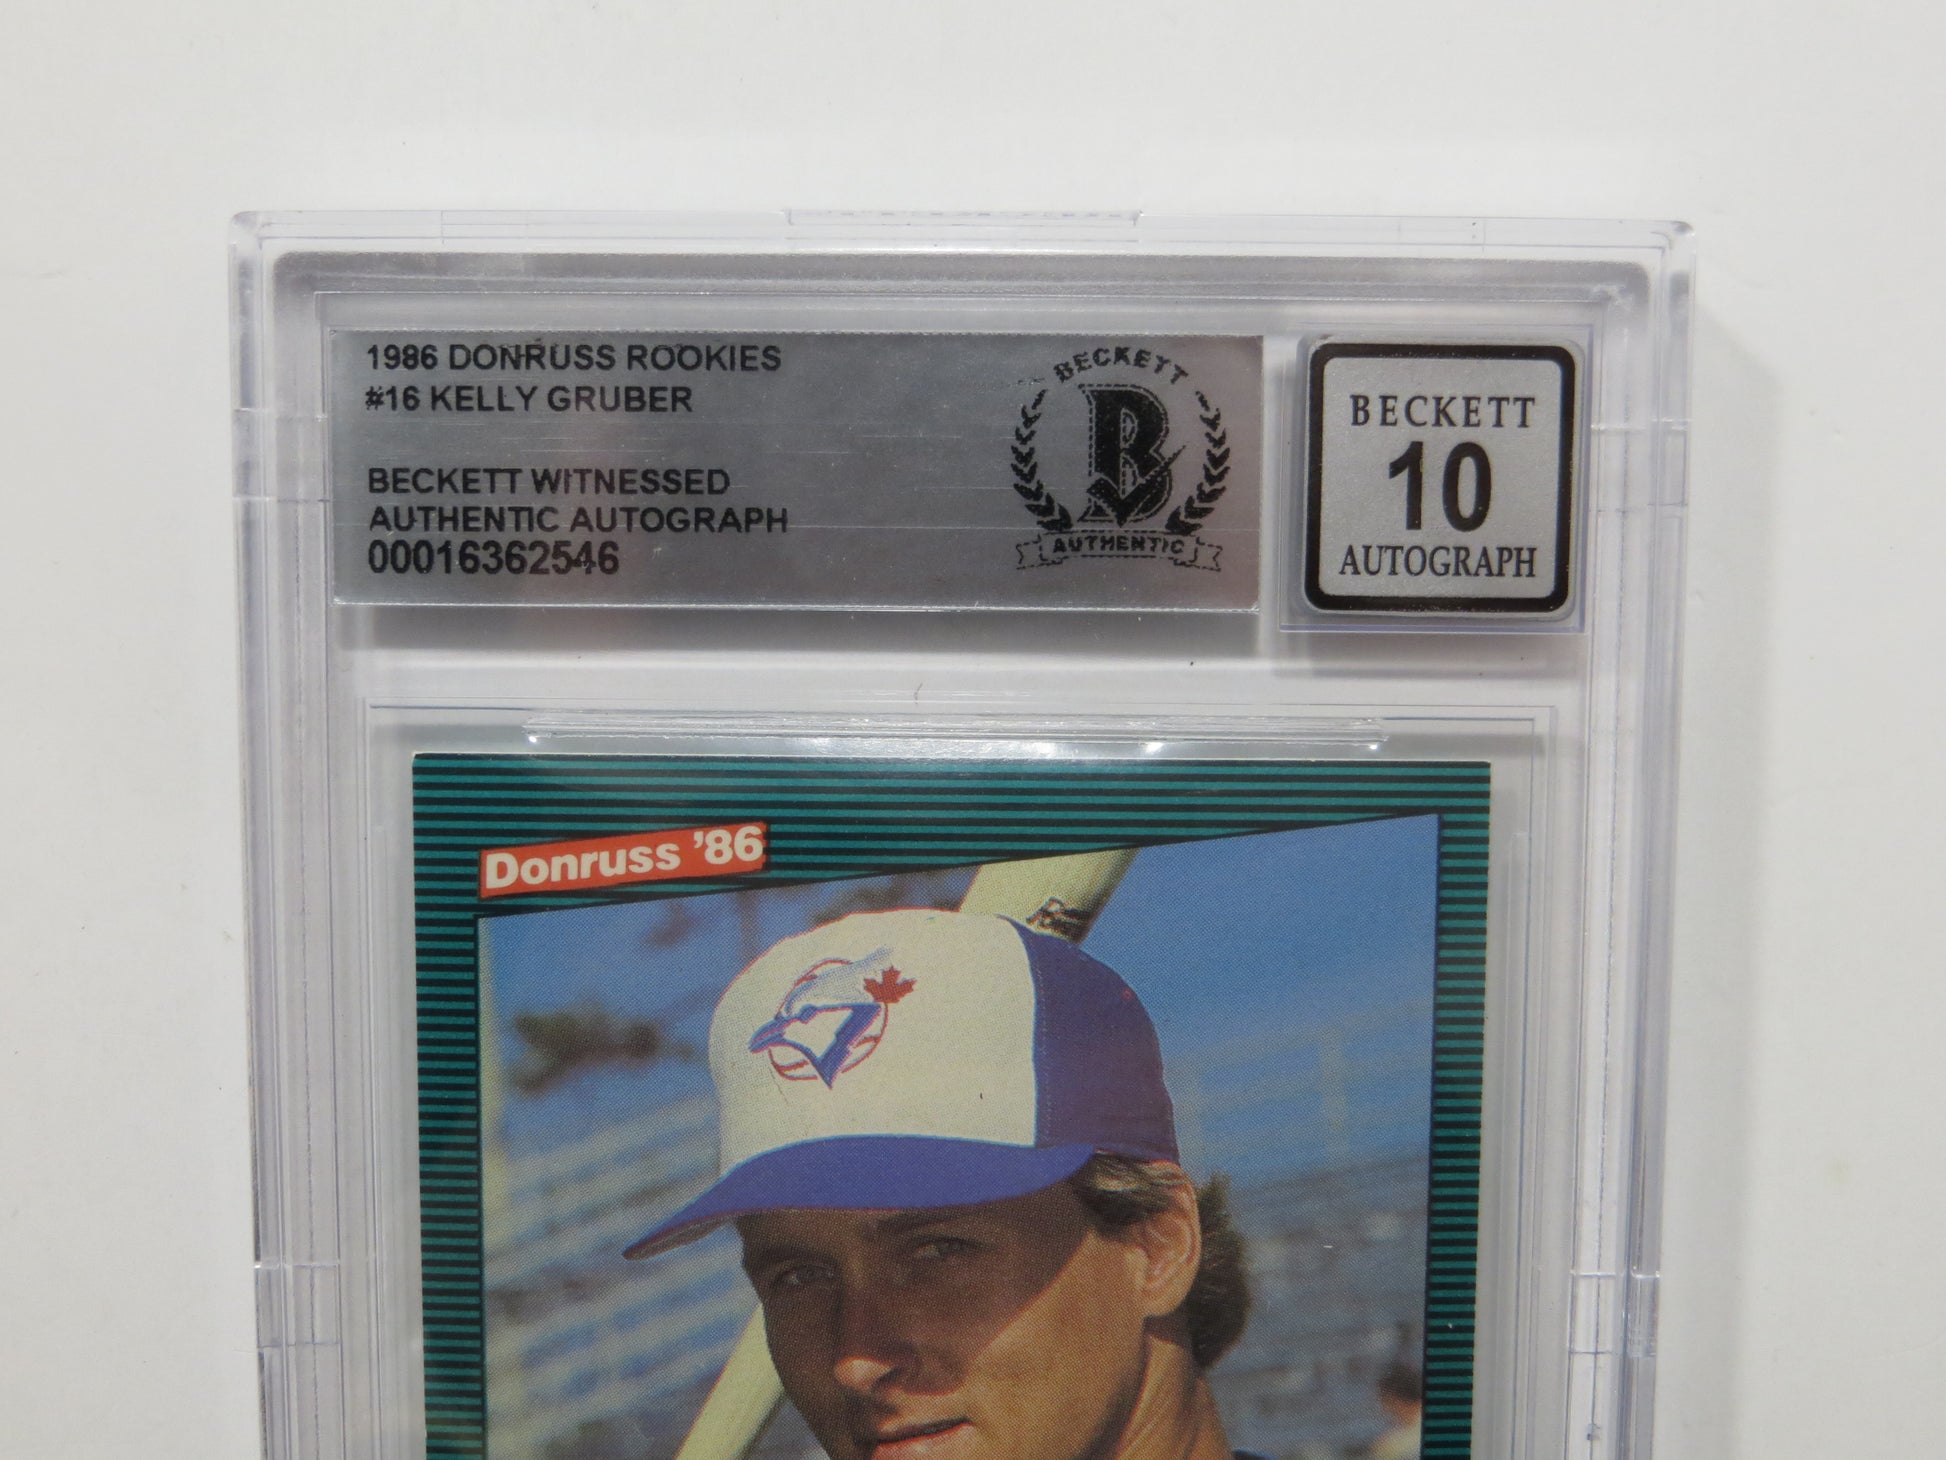 1986 DONRUSS ROOKIES
#16 KELLY GRUBER
BECKETT WITNESSED
AUTHENTIC AUTOGRAPH
00016362546
BECKETT
B
AUTHENTIC
BECKETT
10
AUTOGRAPH
Donruss '86